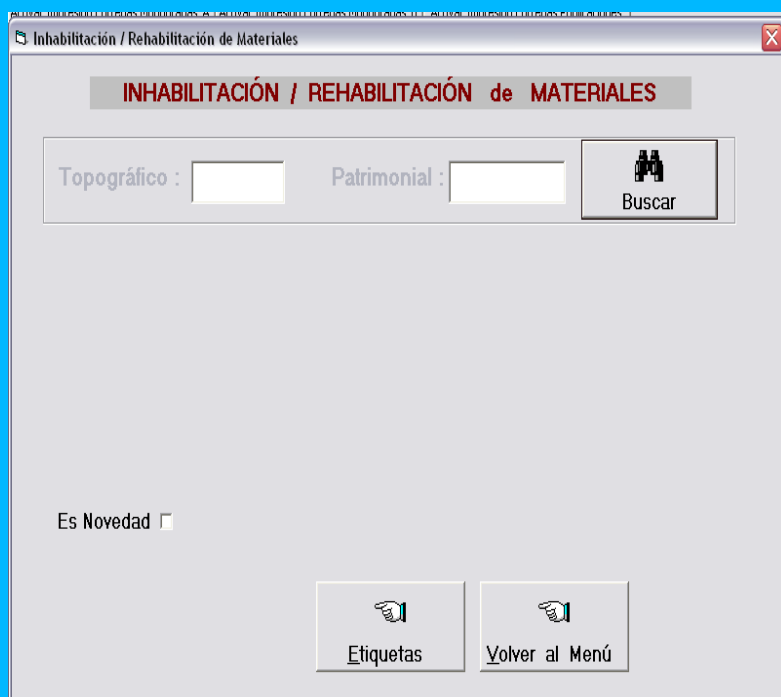 Inhabilitación / Rehabilitación de Materiales
INHABILITACIÓN / REHABILITACIÓN de MATERIALES
Topográfico :
Patrimonial :
Buscar
Es Novedad
Etiquetas
Volver al Menú